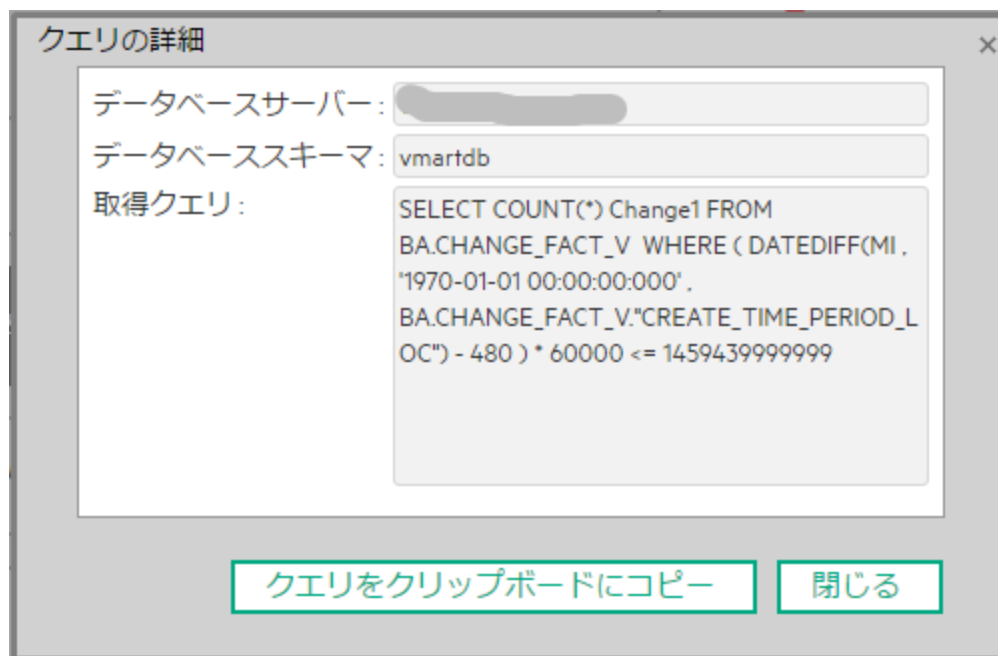 クエリの詳細 ×
データベースサーバー :
データベーススキーマ : vmartdb
取得クエリ : SELECT COUNT(*) Change1 FROM
BA.CHANGE_FACT_V  WHERE ( DATEDIFF(MI ,
'1970-01-01 00:00:00:000' ,
BA.CHANGE_FACT_V."CREATE_TIME_PERIOD_L
OC") - 480 ) * 60000 <= 1459439999999
クエリをクリップボードにコピー 閉じる